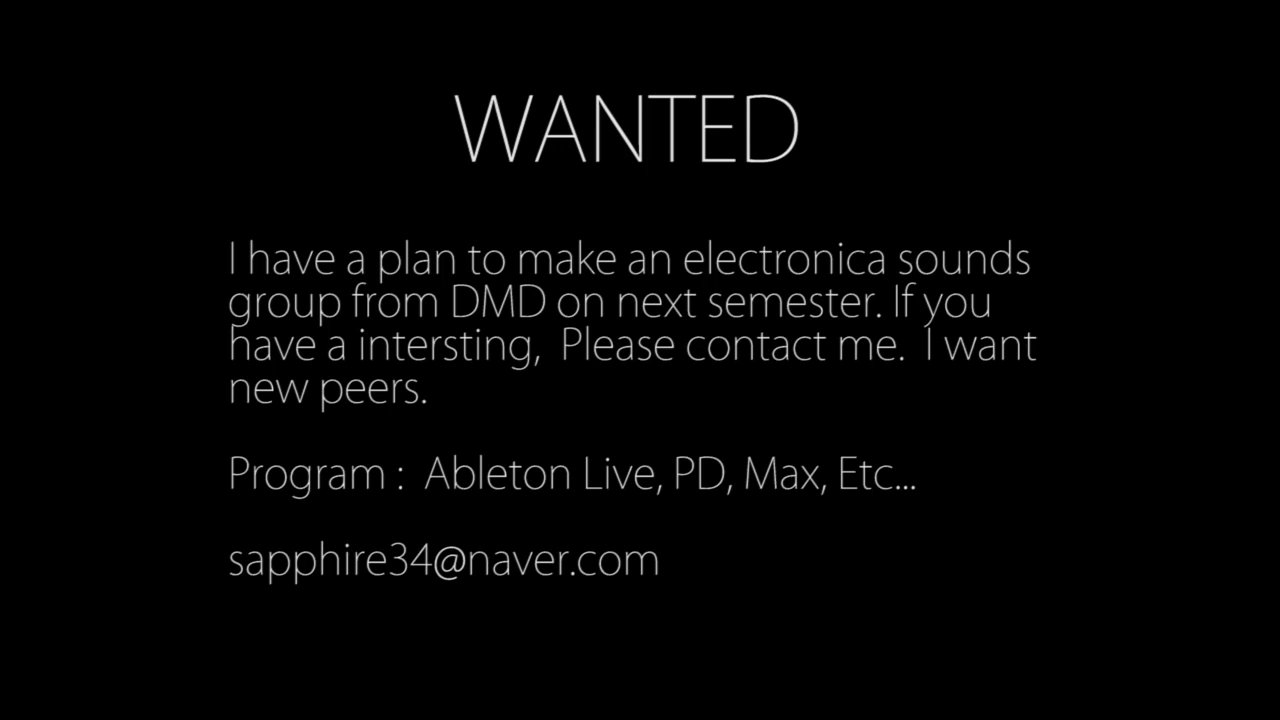 WANTED
I have a plan to make an electronica sounds
group from DMD on next semester. If you
have a intersting,  Please contact me.  I want
new peers.
Program :  Ableton Live, PD, Max, Etc...
sapphire34@naver.com